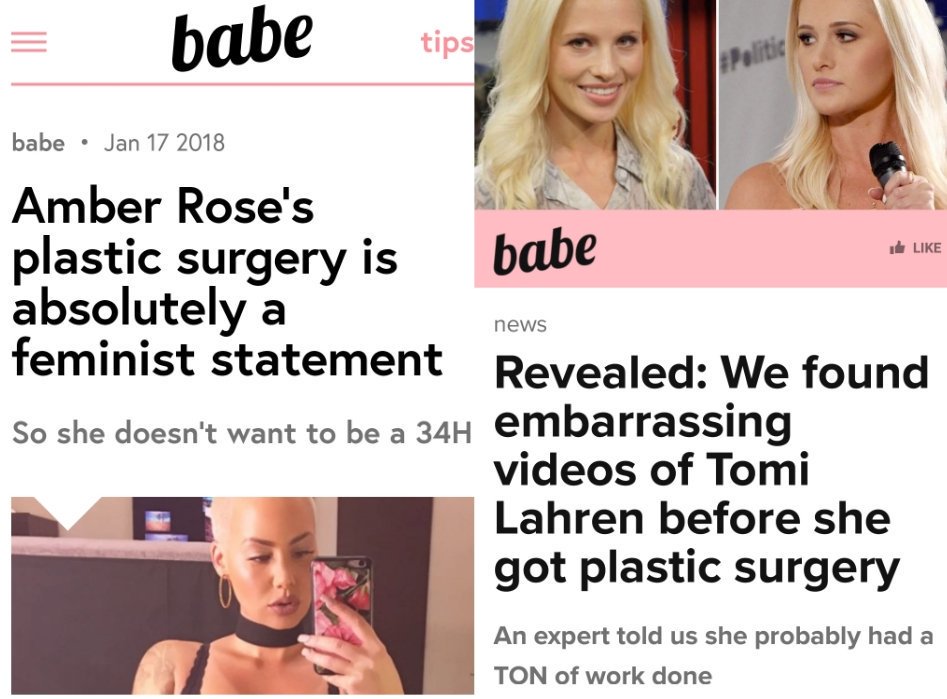 babe
tips
babe • Jan 17 2018
Amber Rose's
plastic surgery is
absolutely a
feminist statement
So she doesn't want to be a 34H
#Politic
babe
LIKE
news
Revealed: We found
embarrassing
videos of Tomi
Lahren before she
got plastic surgery
An expert told us she probably had a
TON of work done